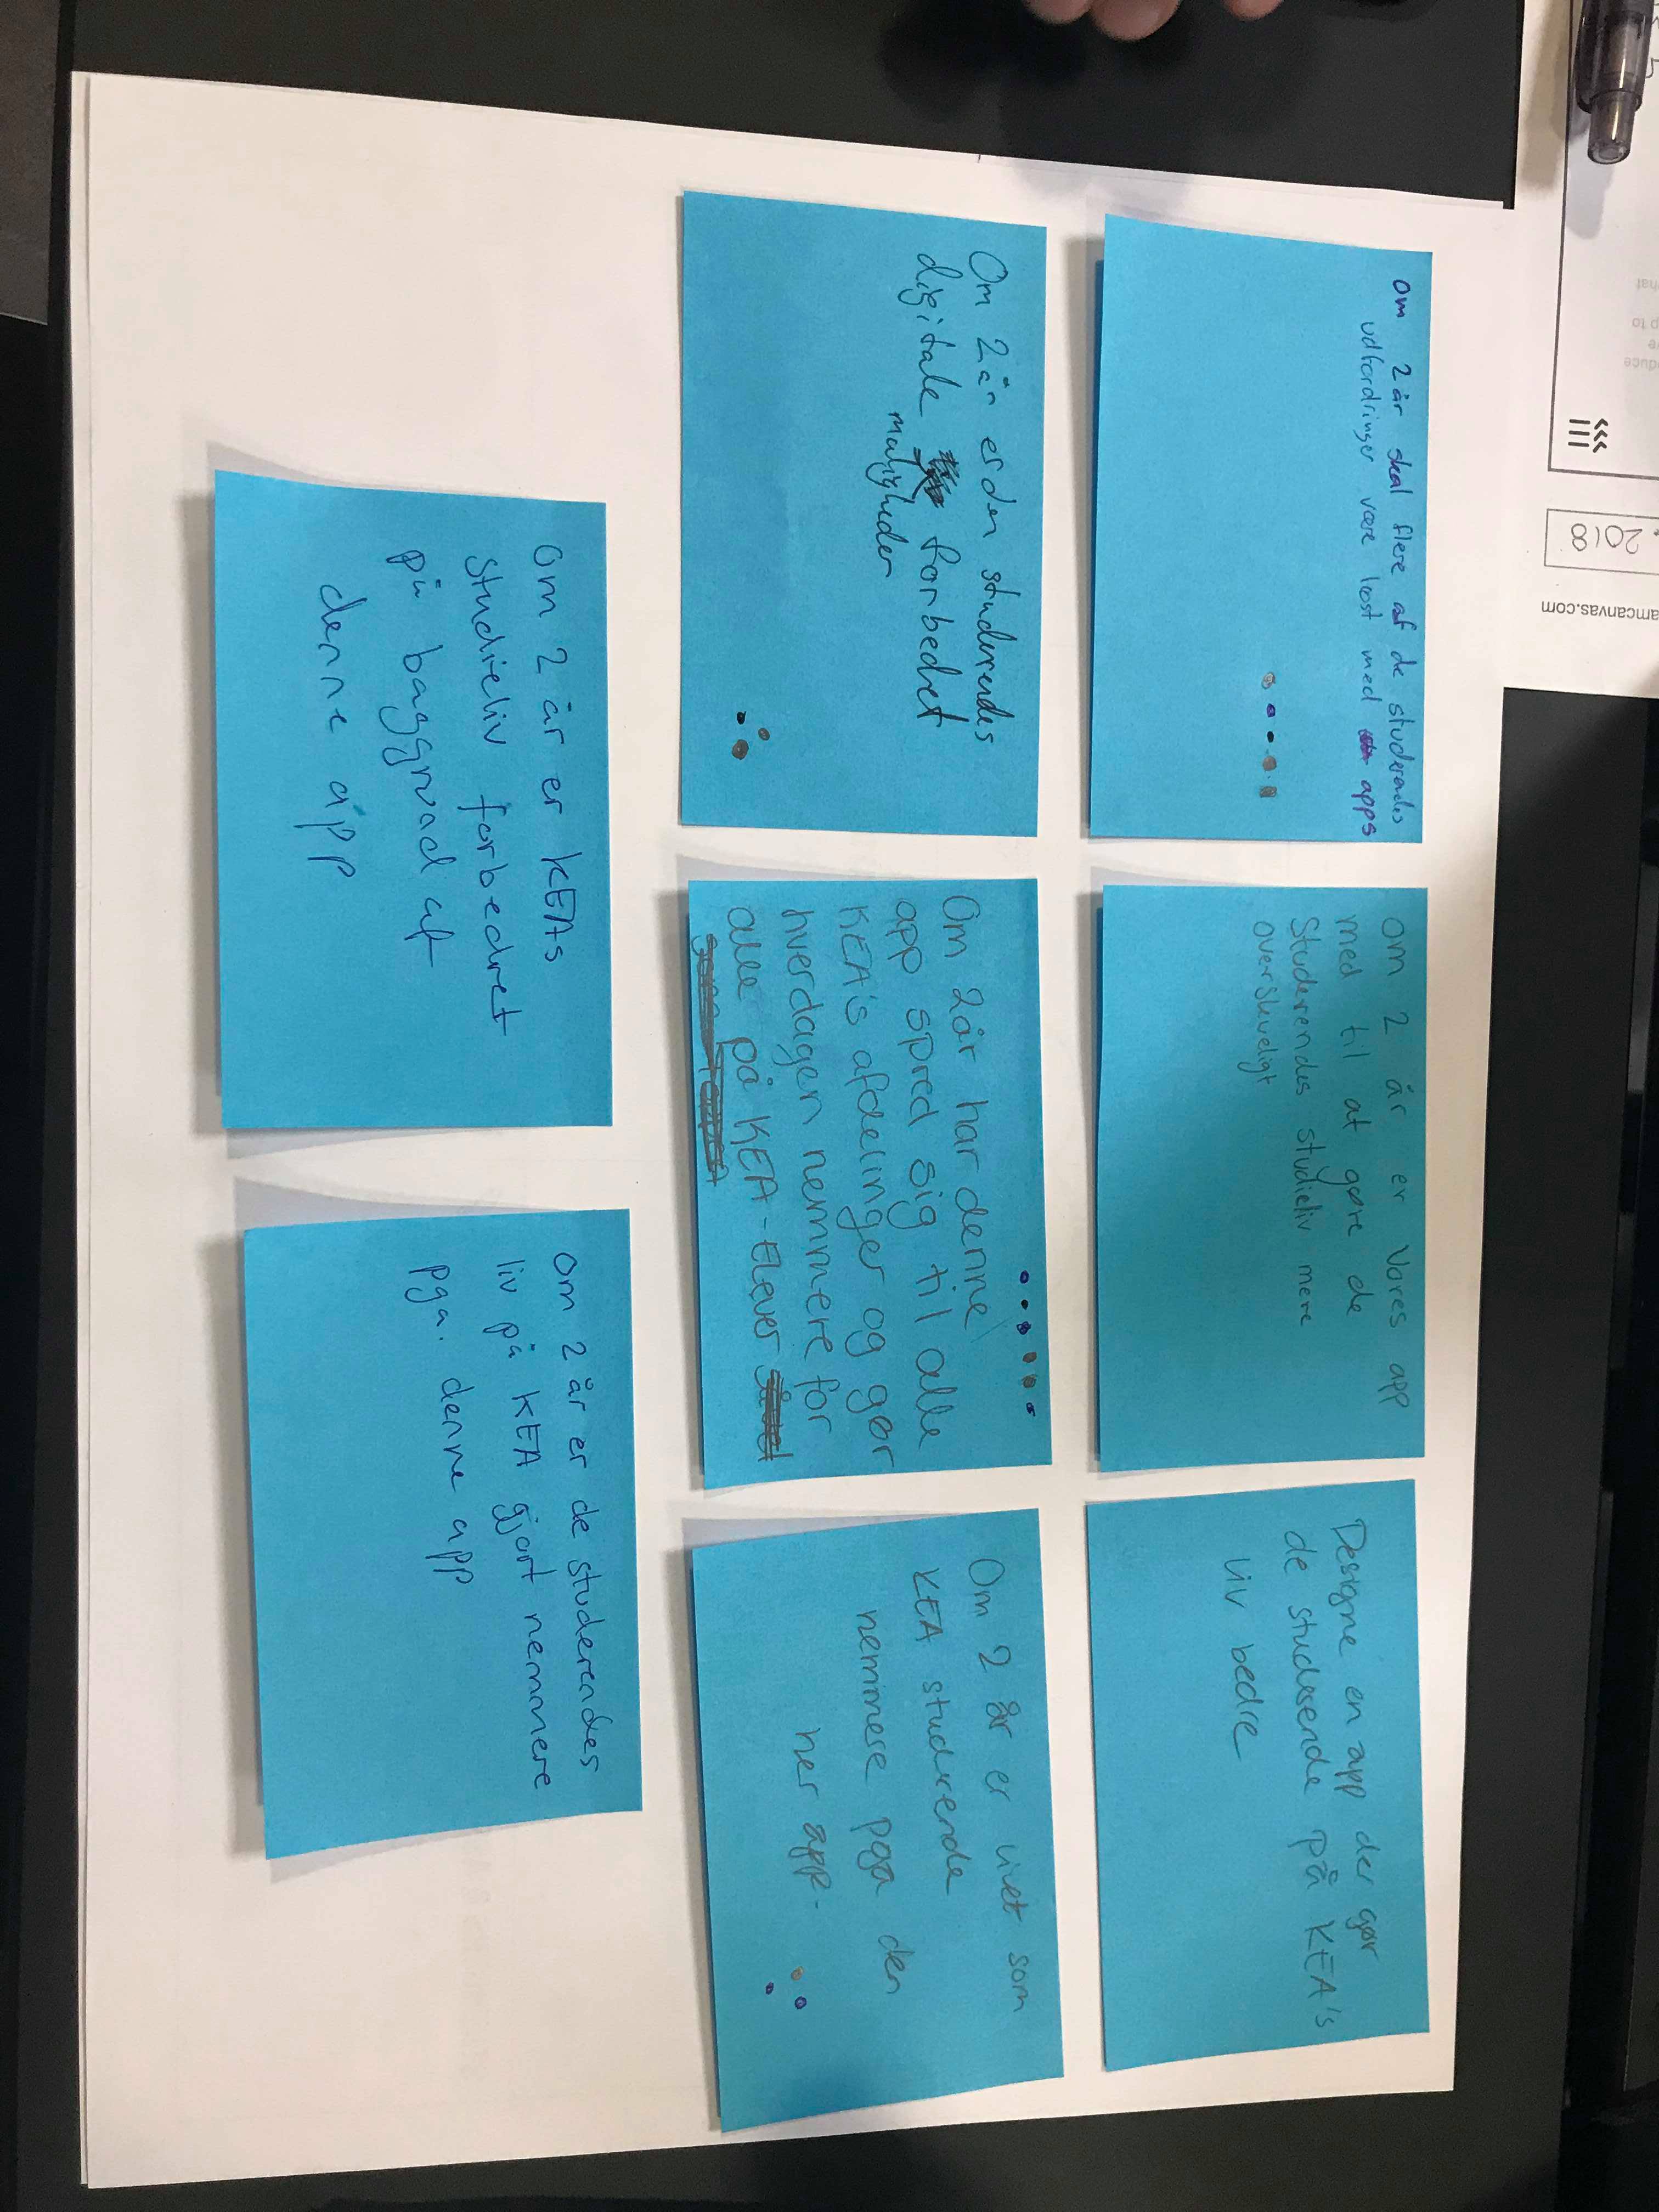 om 2 år skal flere af de studerendes
udfordringer være løst med apps
om 2 år er vores app
med til at gøre de
Studerendes studieliv mere
overskueligt
Designe en app der gør
de studerende på KEA's
liv bedre
Om 2 år er den studerendes
digitale forbedret
muligheder
Om 2 år har denne
app spred sig til alle
KEA's afdelinger og gør
hverdagen nemmere for
alle på KEA-Elever
Om 2 år er livet som
KEA studerende
nemmere pga den
her app.
Om 2 år er KEAs
studieliv forbedret
på baggrund af
denne app
Om 2 år er de studerendes
liv på KEA gjort nemmere
pga. denne app
2018
amcanvas.com